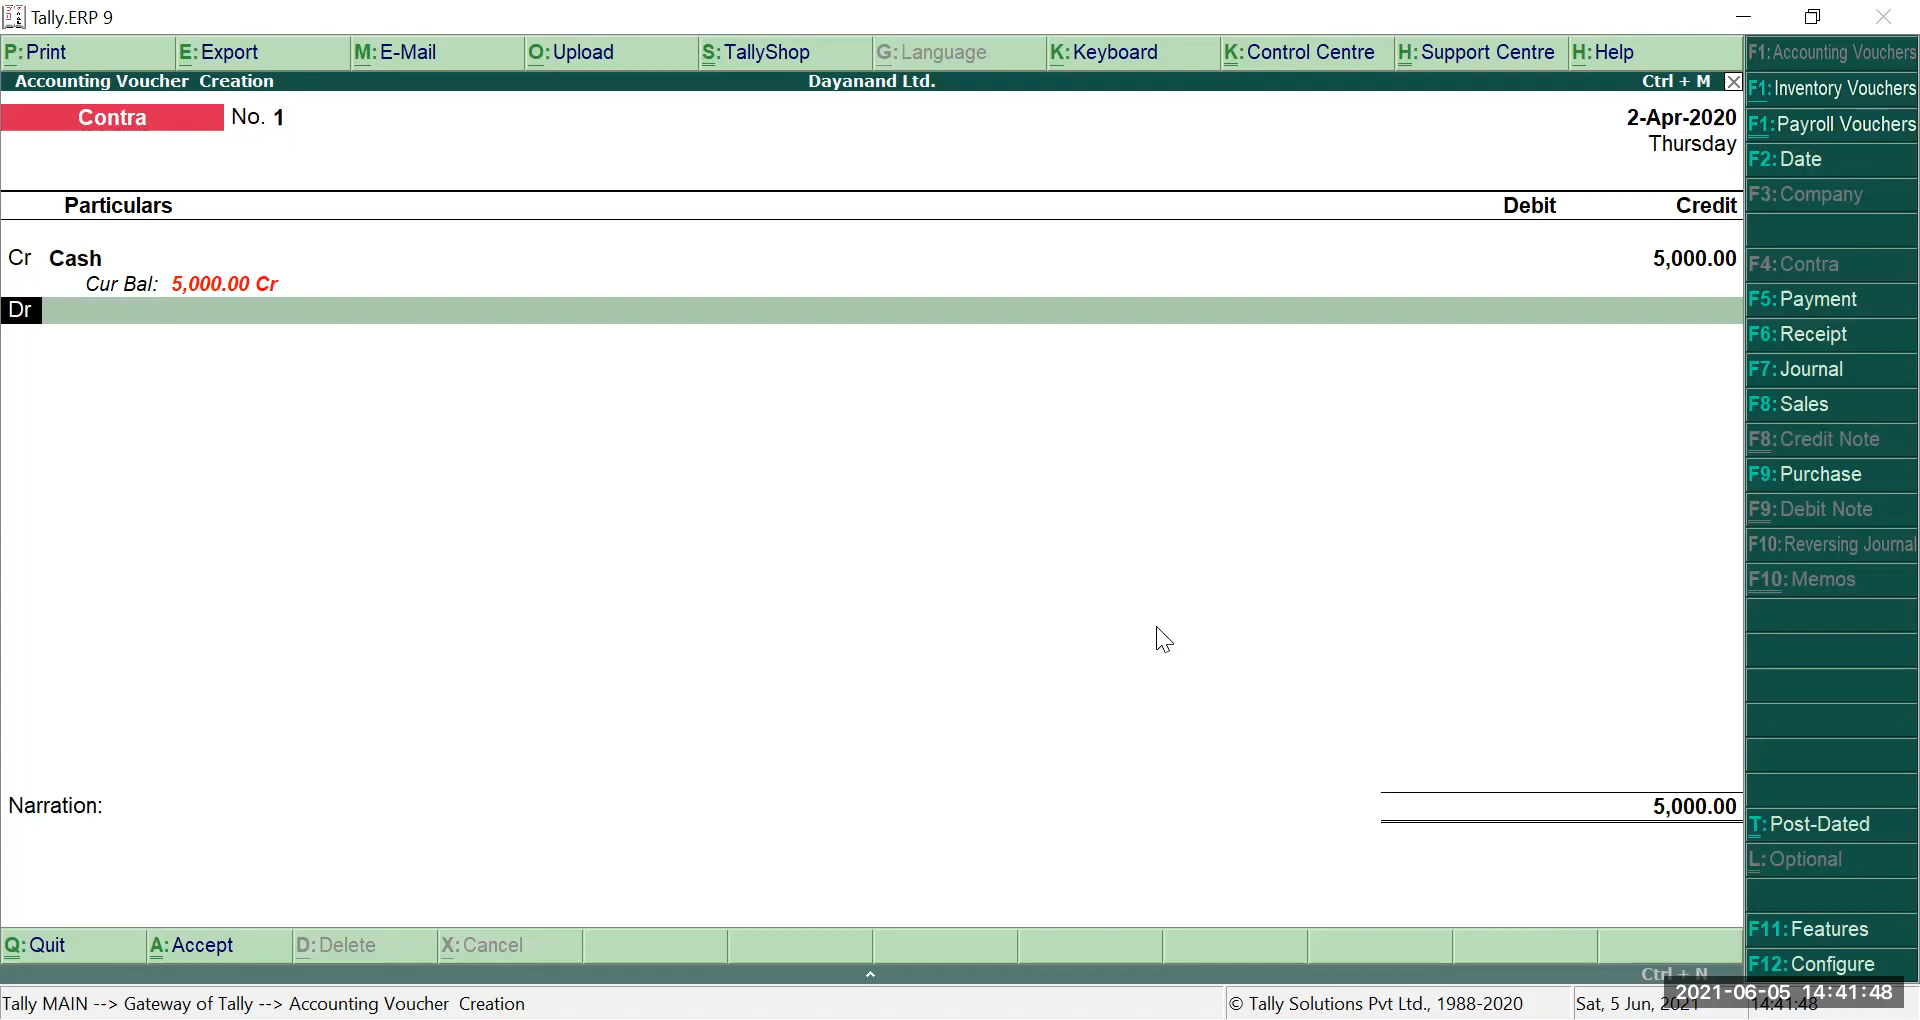 Tally.ERP 9
P: Print E: Export M: E-Mail O: Upload S: TallyShop G: Language K: Keyboard K: Control Centre H: Support Centre H: Help
Accounting Voucher Creation Dayanand Ltd. Ctrl + M
Contra No. 1 2-Apr-2020
Thursday
Particulars Debit Credit
Cr Cash 5,000.00
Cur Bal: 5,000.00 Cr
Dr
Narration: 5,000.00
Q: Quit A: Accept D: Delete X: Cancel
Ctrl + N
F1: Accounting Vouchers
F1: Inventory Vouchers
F1: Payroll Vouchers
F2: Date
F3: Company
F4: Contra
F5: Payment
F6: Receipt
F7: Journal
F8: Sales
F8: Credit Note
F9: Purchase
F9: Debit Note
F10: Reversing Journal
F10: Memos
T: Post-Dated
L: Optional
F11: Features
F12: Configure
2021-06-05 14:41:48
Tally MAIN --> Gateway of Tally --> Accounting Voucher Creation © Tally Solutions Pvt Ltd., 1988-2020 Sat, 5 Jun, 2021 14:41:48